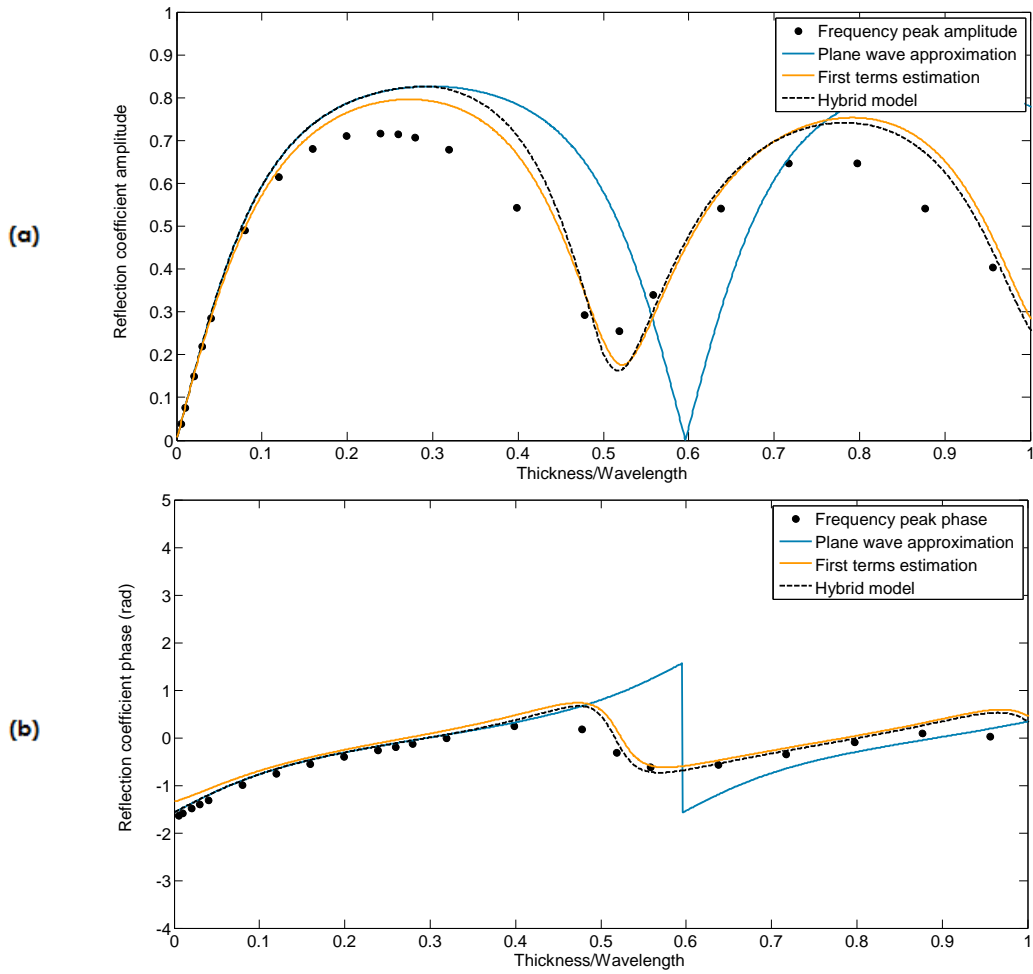 1
0.9
0.8
0.7
0.6
0.5
0.4
0.3
0.2
0.1
0
Reflection coefficient amplitude
(a)
Frequency peak amplitude
Plane wave approximation
First terms estimation
Hybrid model
0 0.1 0.2 0.3 0.4 0.5 0.6 0.7 0.8 0.9 1
Thickness/Wavelength
5
4
3
2
1
0
-1
-2
-3
-4
Reflection coefficient phase (rad)
(b)
Frequency peak phase
Plane wave approximation
First terms estimation
Hybrid model
0 0.1 0.2 0.3 0.4 0.5 0.6 0.7 0.8 0.9 1
Thickness/Wavelength